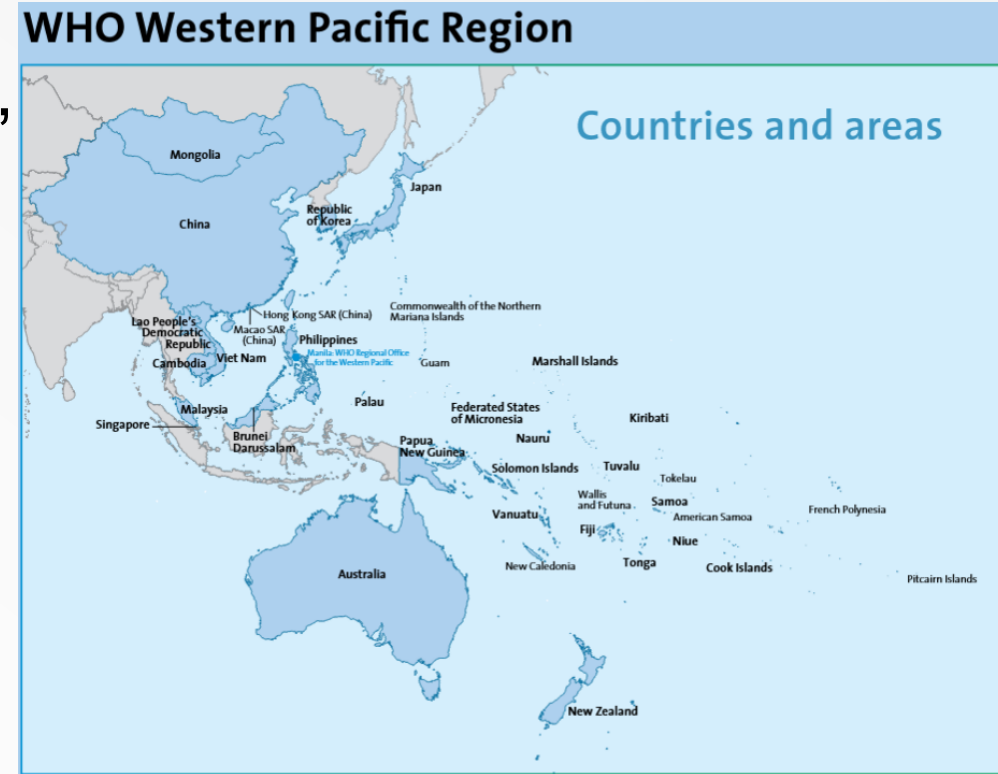 WHO Western Pacific Region
,
Countries and areas
Mongolia
Japan
Republic
of Korea
China
Commonwealth of the Northern
Mariana Islands
Hong Kong SAR (China)
Macao SAR
(China)
Lao People's
Democratic
Republic
Philippines
Manila: WHO Regional Office
for the Western Pacific
Viet Nam
Cambodia
Guam
Marshall Islands
Palau
Malaysia
Federated States
of Micronesia
Kiribati
Singapore
Brunei
Darussalam
Papua
New Guinea
Nauru
Solomon Islands
Tuvalu
Tokelau
Wallis
and Futuna
Samoa
French Polynesia
Vanuatu
American Samoa
Fiji
Niue
New Caledonia
Tonga
Cook Islands
Australia
Pitcairn Islands
New Zealand